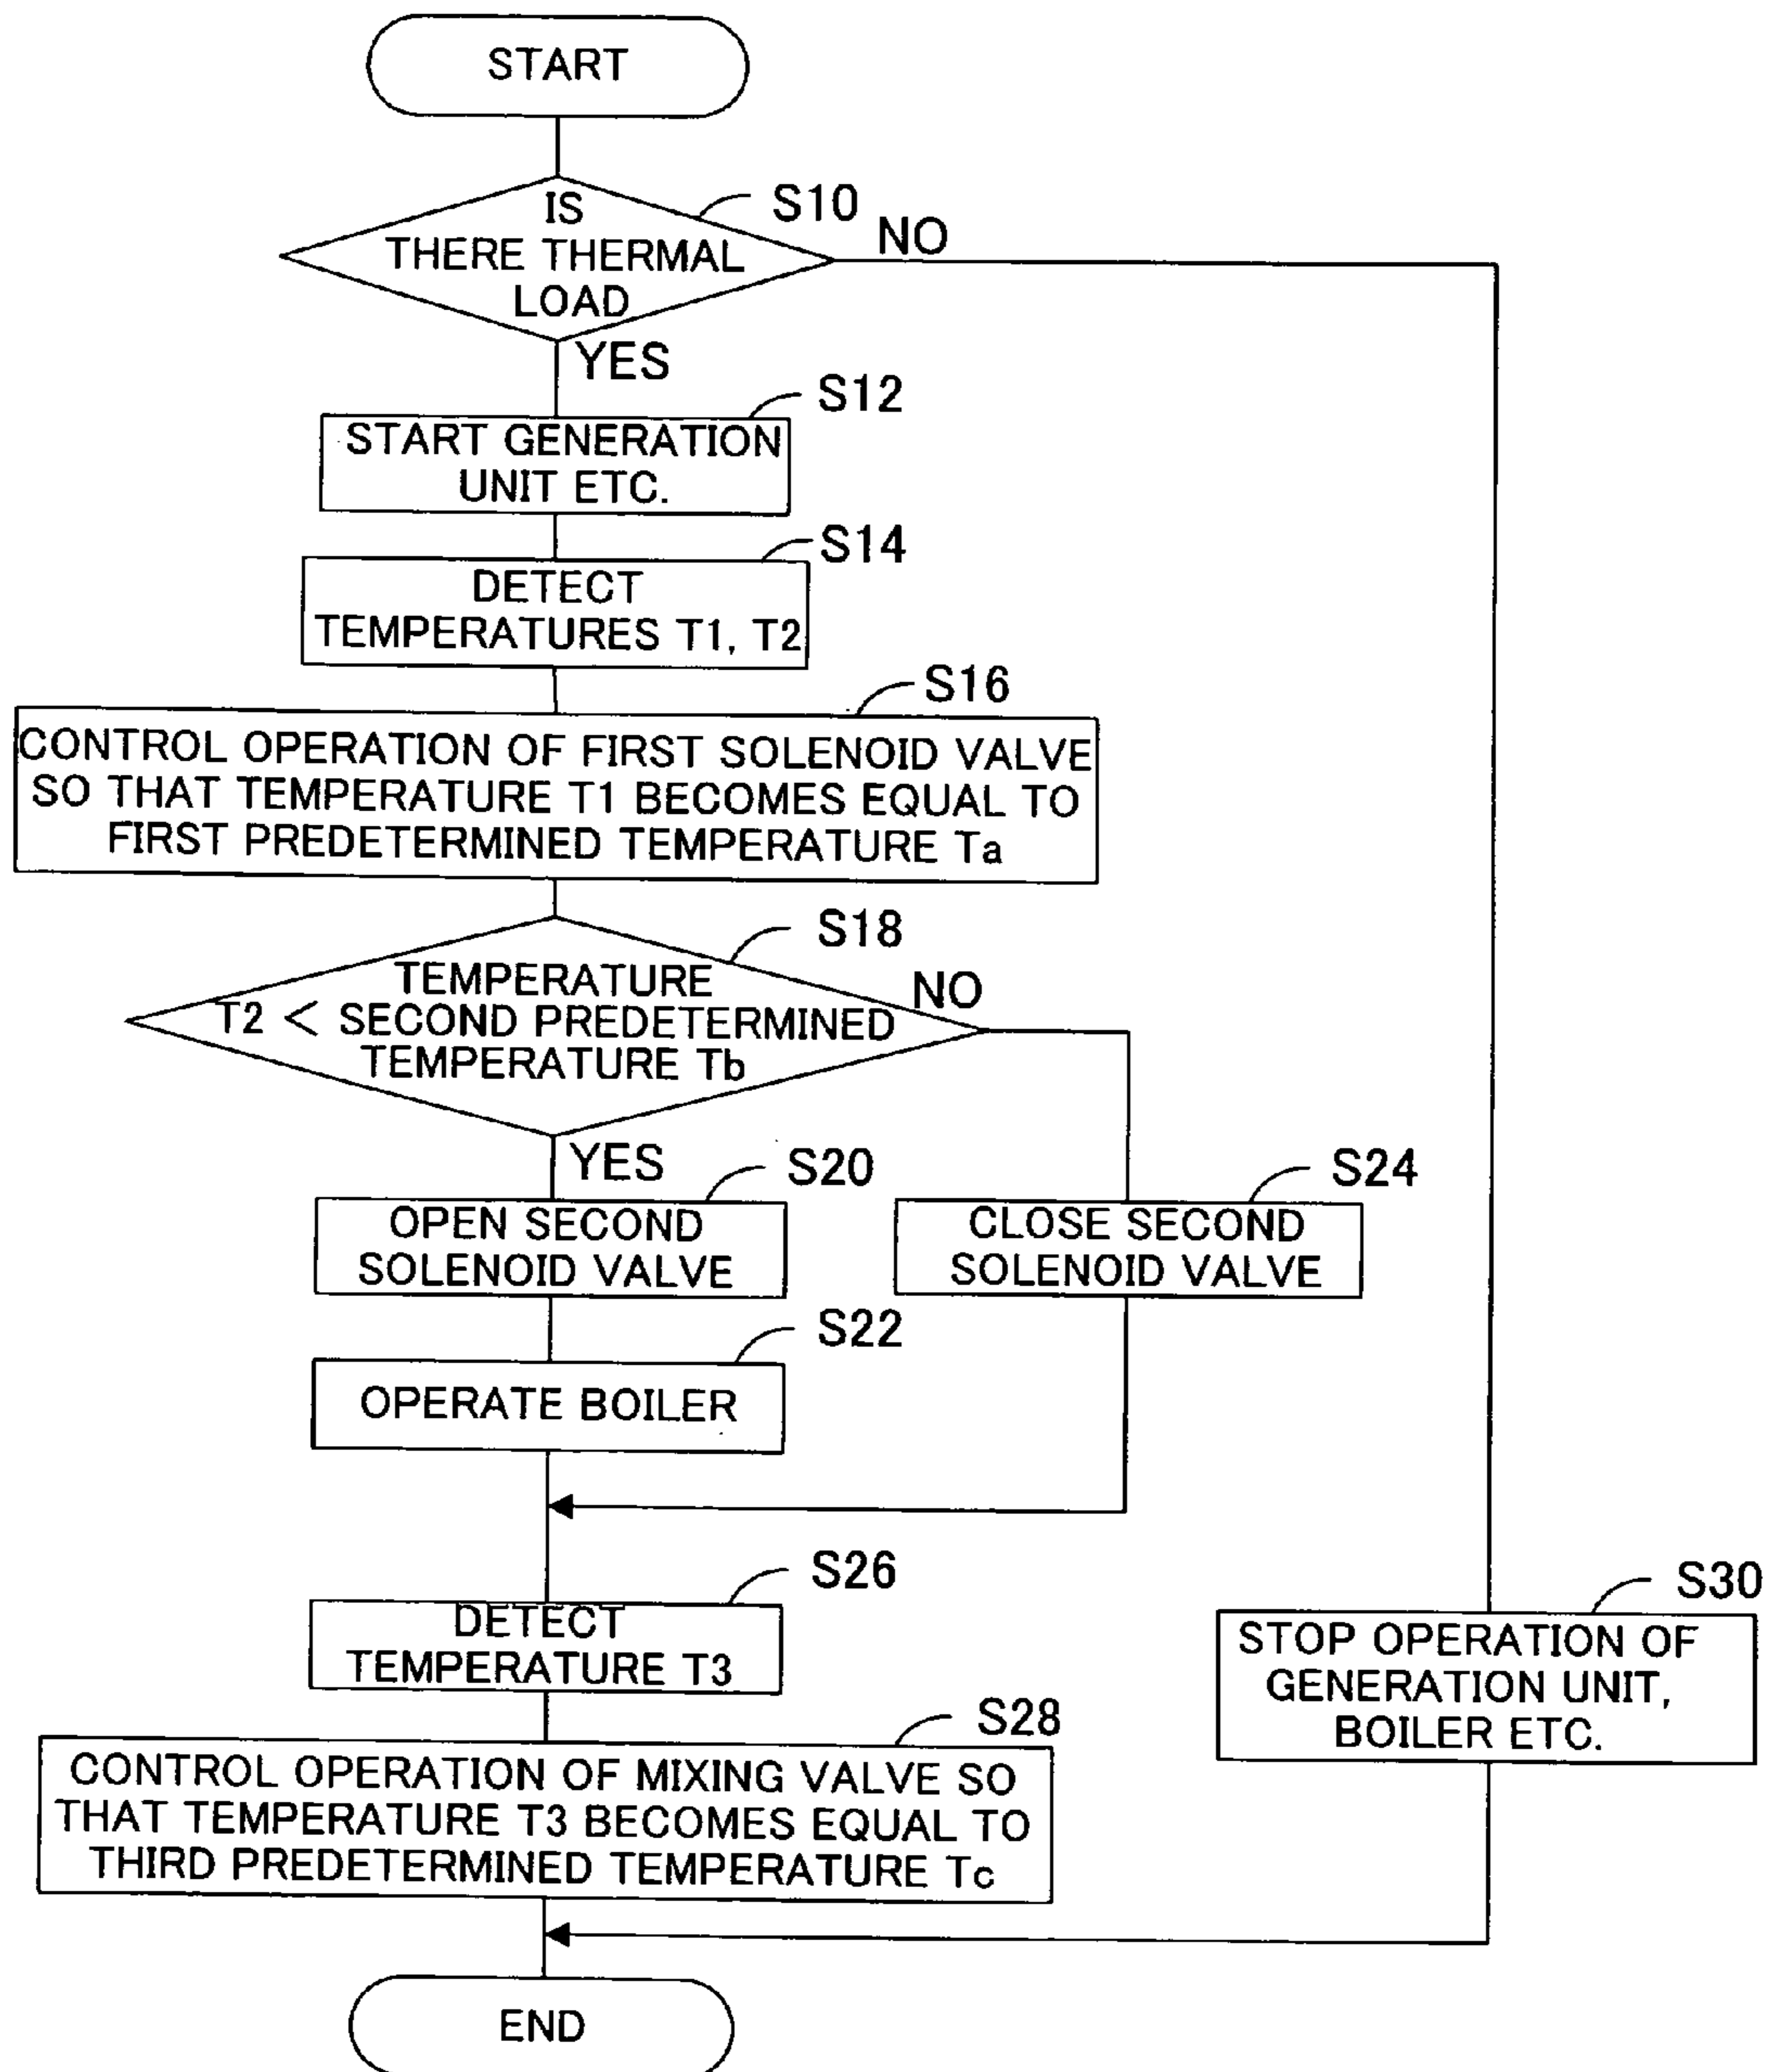 START
S10
IS
THERE THERMAL
LOAD
NO
YES
S12
START GENERATION
UNIT ETC.
S14
DETECT
TEMPERATURES T1, T2
S16
CONTROL OPERATION OF FIRST SOLENOID VALVE
SO THAT TEMPERATURE T1 BECOMES EQUAL TO
FIRST PREDETERMINED TEMPERATURE Ta
S18
TEMPERATURE
T2 < SECOND PREDETERMINED
TEMPERATURE Tb
NO
YES
S20
OPEN SECOND
SOLENOID VALVE
S24
CLOSE SECOND
SOLENOID VALVE
S22
OPERATE BOILER
S26
DETECT
TEMPERATURE T3
S30
STOP OPERATION OF
GENERATION UNIT,
BOILER ETC.
S28
CONTROL OPERATION OF MIXING VALVE SO
THAT TEMPERATURE T3 BECOMES EQUAL TO
THIRD PREDETERMINED TEMPERATURE Tc
END